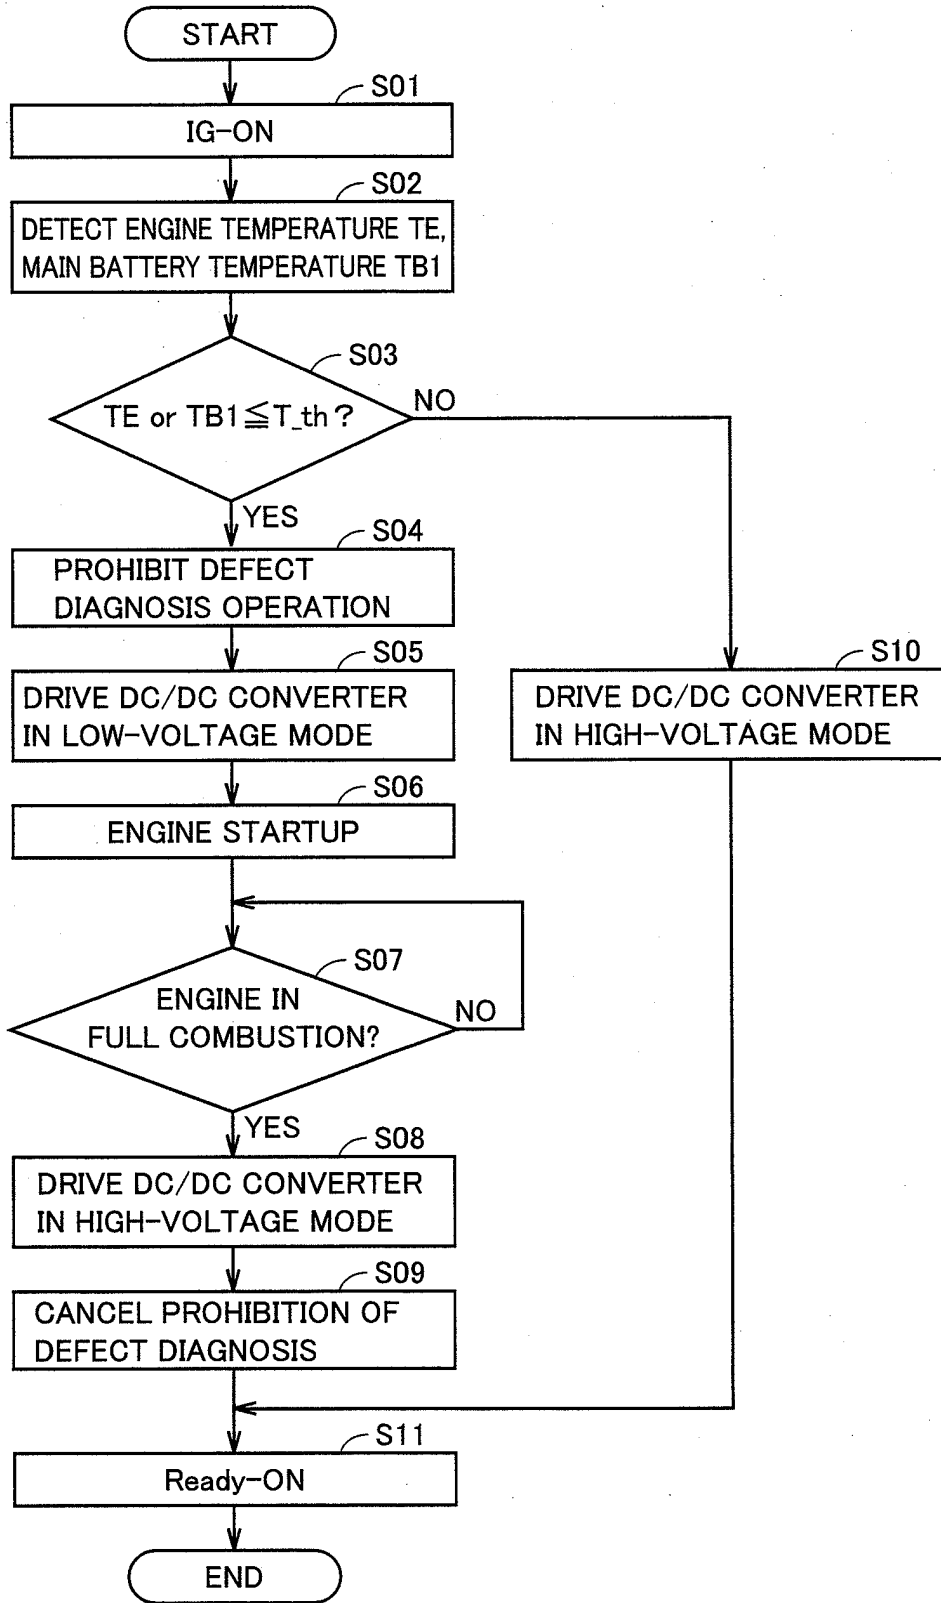 START
S01
IG-ON
S02
DETECT ENGINE TEMPERATURE TE,
MAIN BATTERY TEMPERATURE TB1
S03
TE or TB1≦T_th?
NO
YES
S04
PROHIBIT DEFECT
DIAGNOSIS OPERATION
S05
DRIVE DC/DC CONVERTER
IN LOW-VOLTAGE MODE
S10
DRIVE DC/DC CONVERTER
IN HIGH-VOLTAGE MODE
S06
ENGINE STARTUP
S07
ENGINE IN
FULL COMBUSTION?
NO
YES
S08
DRIVE DC/DC CONVERTER
IN HIGH-VOLTAGE MODE
S09
CANCEL PROHIBITION OF
DEFECT DIAGNOSIS
S11
Ready-ON
END